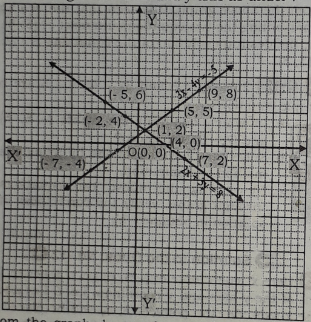 Y
3x - 4y = -5
(- 5, 6)
(9, 8)
(5, 5)
(- 2, 4)
(1, 2)
(4, 0)
X'
O(0, 0)
X
(- 7, - 4)
(7, 2)
2x + 3y = 8
Y'